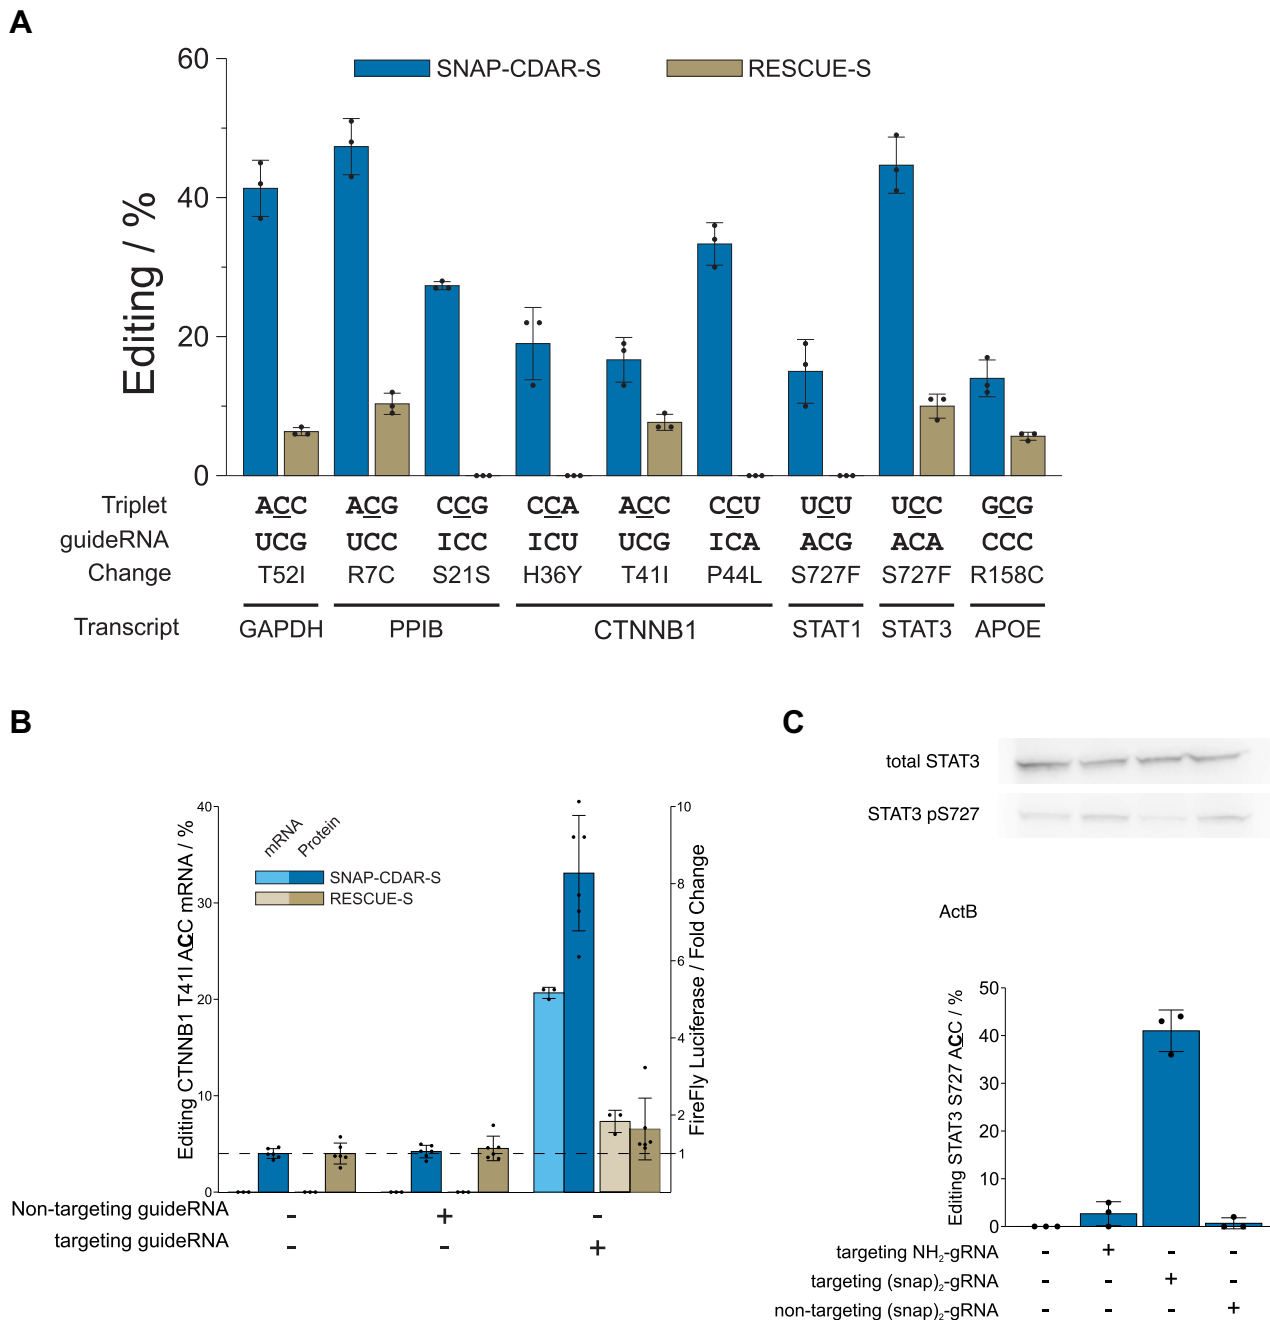 A
60
SNAP-CDAR-S
RESCUE-S
40
20
0
Editing / %
Triplet ACC ACG CCG CCA ACC CCU UCU UCC GCG
guideRNA UCG UCC ICC ICU UCG ICA ACG ACA CCC
Change T52I R7C S21S H36Y T41I P44L S727F S727F R158C
Transcript GAPDH PPIB CTNNB1 STAT1 STAT3 APOE
B
40
30
20
10
0
Editing CTNNB1 T41I ACC mRNA / %
mRNA Protein
SNAP-CDAR-S
RESCUE-S
10
8
6
4
2
1
FireFly Luciferase / Fold Change
Non-targeting guideRNA - + -
targeting guideRNA - - +
C
total STAT3
STAT3 pS727
ActB
50
40
30
20
10
0
Editing STAT3 S727 ACC / %
targeting NH₂-gRNA - + - -
targeting (snap)₂-gRNA - - + -
non-targeting (snap)₂-gRNA - - - +